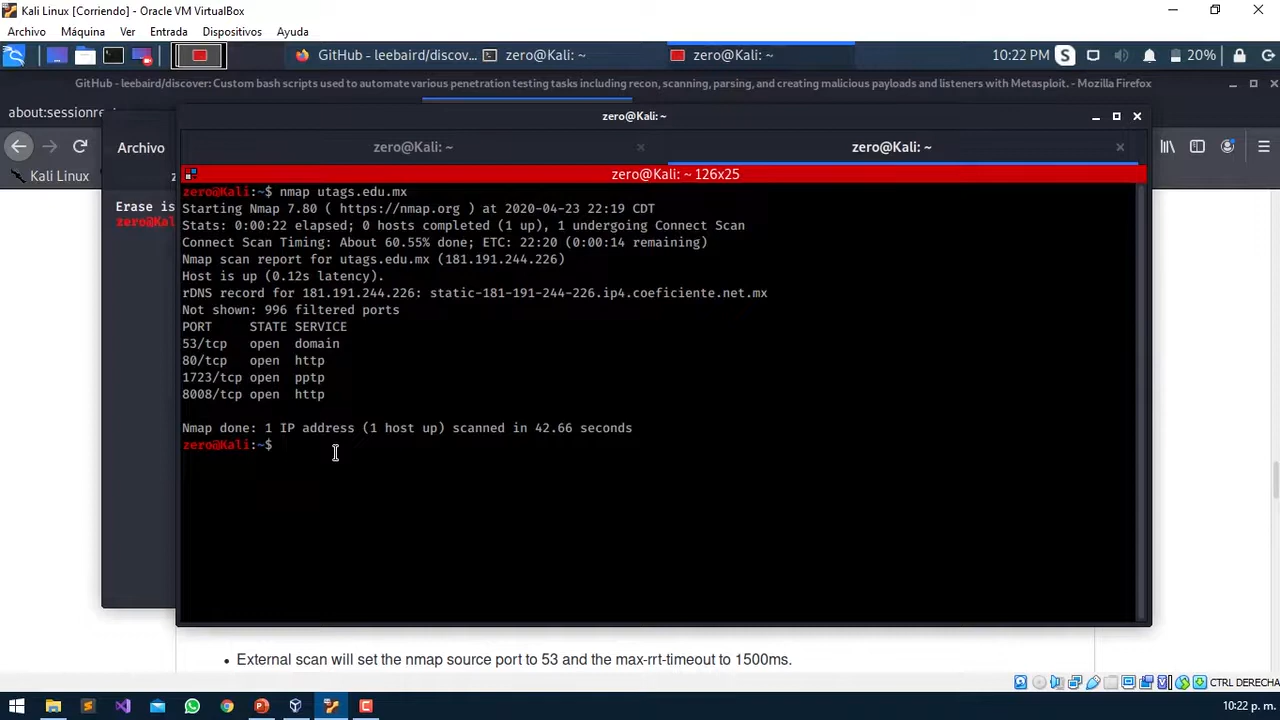 Kali Linux [Corriendo] - Oracle VM VirtualBox
Archivo Máquina Ver Entrada Dispositivos Ayuda
GitHub - leebaird/discov... zero@Kali: ~ zero@Kali: ~ 10:22 PM 20%
GitHub - leebaird/discover: Custom bash scripts used to automate various penetration testing tasks including recon, scanning, parsing, and creating malicious payloads and listeners with Metasploit. - Mozilla Firefox
about:sessionre
zero@Kali: ~
Archivo
zero@Kali: ~ zero@Kali: ~
Kali Linux
zero@Kali: ~ 126x25
Erase is
zero@Kal
zero@Kali:~$ nmap utags.edu.mx
Starting Nmap 7.80 ( https://nmap.org ) at 2020-04-23 22:19 CDT
Stats: 0:00:22 elapsed; 0 hosts completed (1 up), 1 undergoing Connect Scan
Connect Scan Timing: About 60.55% done; ETC: 22:20 (0:00:14 remaining)
Nmap scan report for utags.edu.mx (181.191.244.226)
Host is up (0.12s latency).
rDNS record for 181.191.244.226: static-181-191-244-226.ip4.coeficiente.net.mx
Not shown: 996 filtered ports
PORT STATE SERVICE
53/tcp open domain
80/tcp open http
1723/tcp open pptp
8008/tcp open http
Nmap done: 1 IP address (1 host up) scanned in 42.66 seconds
zero@Kali:~$
• External scan will set the nmap source port to 53 and the max-rrt-timeout to 1500ms.
CTRL DERECHA
10:22 p. m.